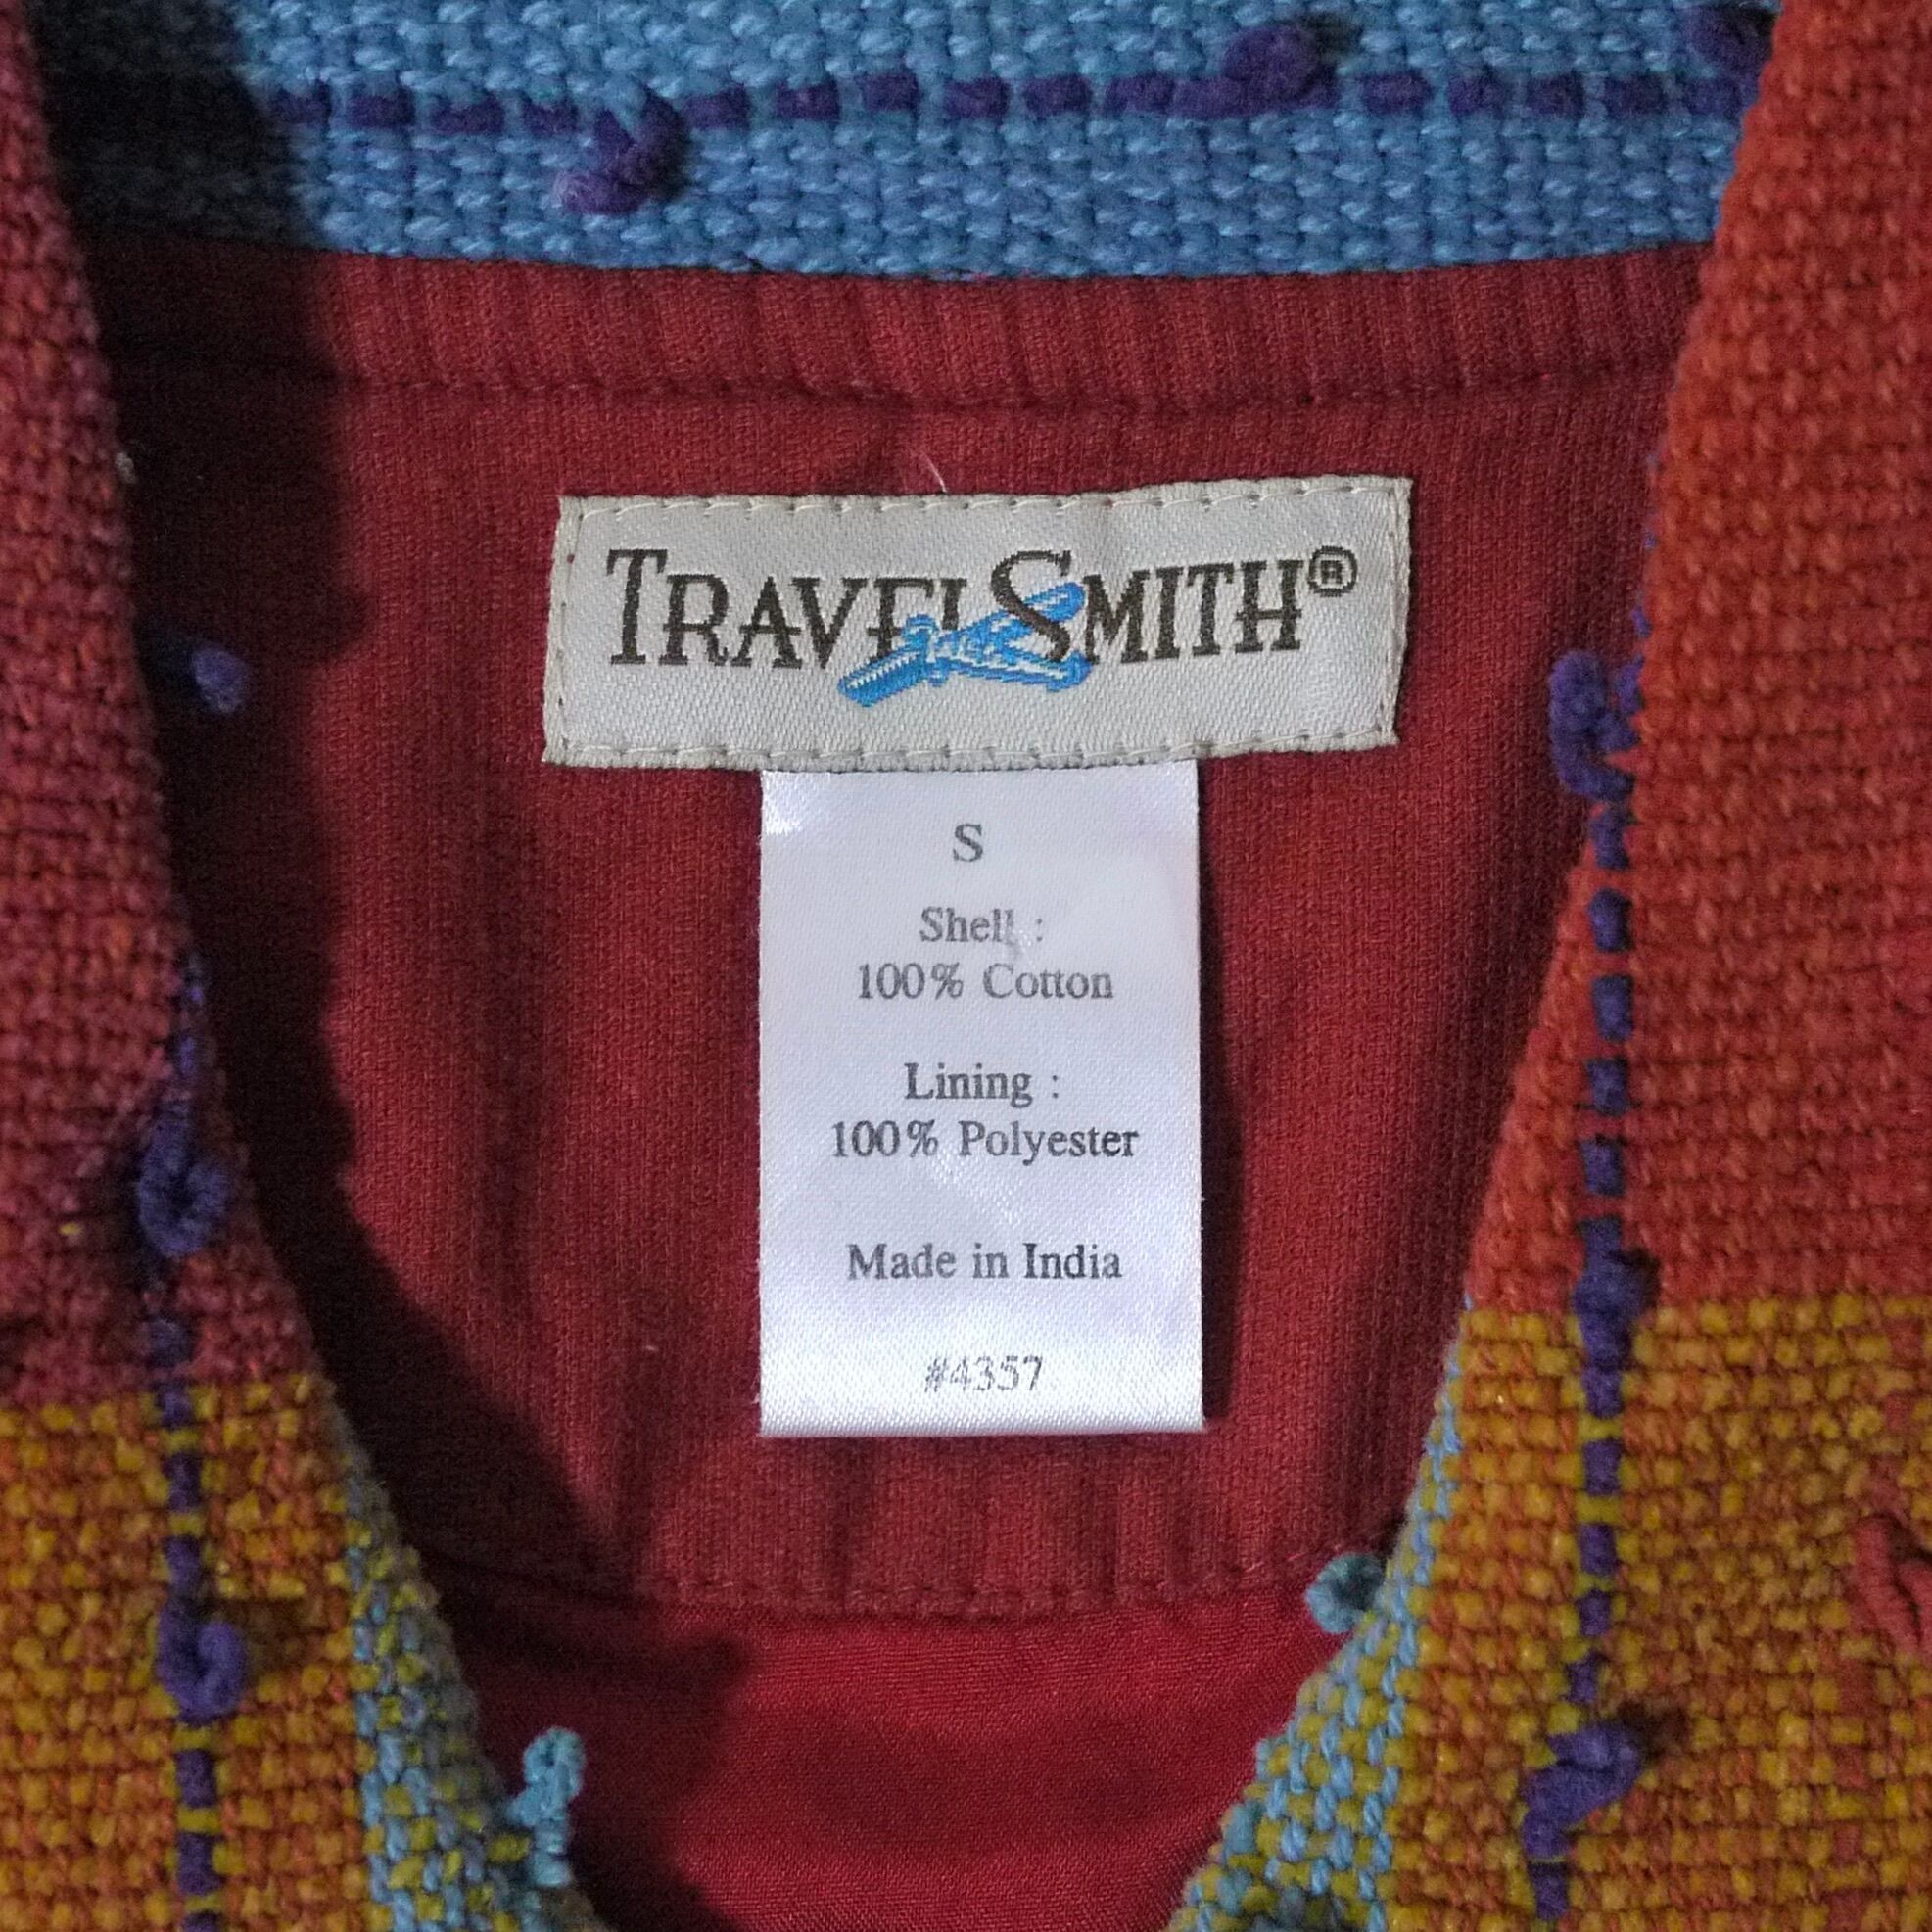 TRAVELSMITH®
S
Shell :
100% Cotton
Lining :
100% Polyester
Made in India
#4357